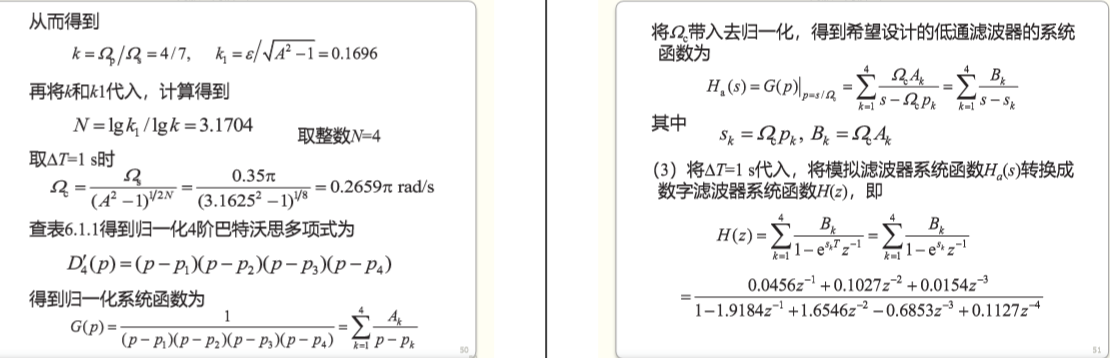 从而得到
k = Ωp/Ωs = 4/7, k₁ = ε/√(A² − 1) = 0.1696
再将k和k1代入，计算得到
N = lg k₁ / lg k = 3.1704 取整数N=4
取ΔT=1 s时
Ωc = Ωs/(A² − 1)^(1/2N) = 0.35π/(3.1625² − 1)^(1/8) = 0.2659π rad/s
查表6.1.1得到归一化4阶巴特沃思多项式为
D′₄(p) = (p − p₁)(p − p₂)(p − p₃)(p − p₄)
得到归一化系统函数为
G(p) = 1/((p − p₁)(p − p₂)(p − p₃)(p − p₄)) = ∑_{k=1}^{4} Aₖ/(p − pₖ)
50
将Ωc带入去归一化，得到希望设计的低通滤波器的系统
函数为
Hₐ(s) = G(p)|_{p=s/Ωc} = ∑_{k=1}^{4} ΩcAₖ/(s − Ωcpₖ) = ∑_{k=1}^{4} Bₖ/(s − sₖ)
其中
sₖ = Ωcpₖ, Bₖ = ΩcAₖ
（3）将ΔT=1 s代入，将模拟滤波器系统函数Hₐ(s)转换成
数字滤波器系统函数H(z)，即
H(z) = ∑_{k=1}^{4} Bₖ/(1 − e^{sₖT} z⁻¹) = ∑_{k=1}^{4} Bₖ/(1 − e^{sₖ} z⁻¹)
= (0.0456z⁻¹ + 0.1027z⁻² + 0.0154z⁻³)/(1 − 1.9184z⁻¹ + 1.6546z⁻² − 0.6853z⁻³ + 0.1127z⁻⁴)
51